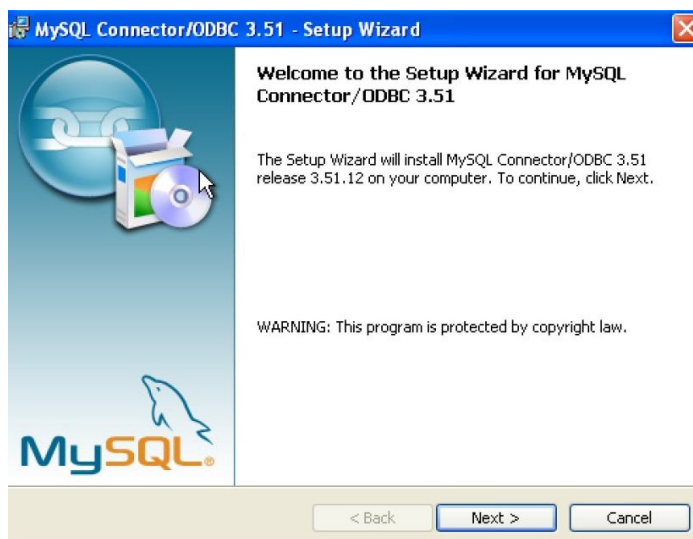 MySQL Connector/ODBC 3.51 - Setup Wizard
Welcome to the Setup Wizard for MySQL
Connector/ODBC 3.51
The Setup Wizard will install MySQL Connector/ODBC 3.51
release 3.51.12 on your computer. To continue, click Next.
WARNING: This program is protected by copyright law.
MySQL®
< Back Next > Cancel